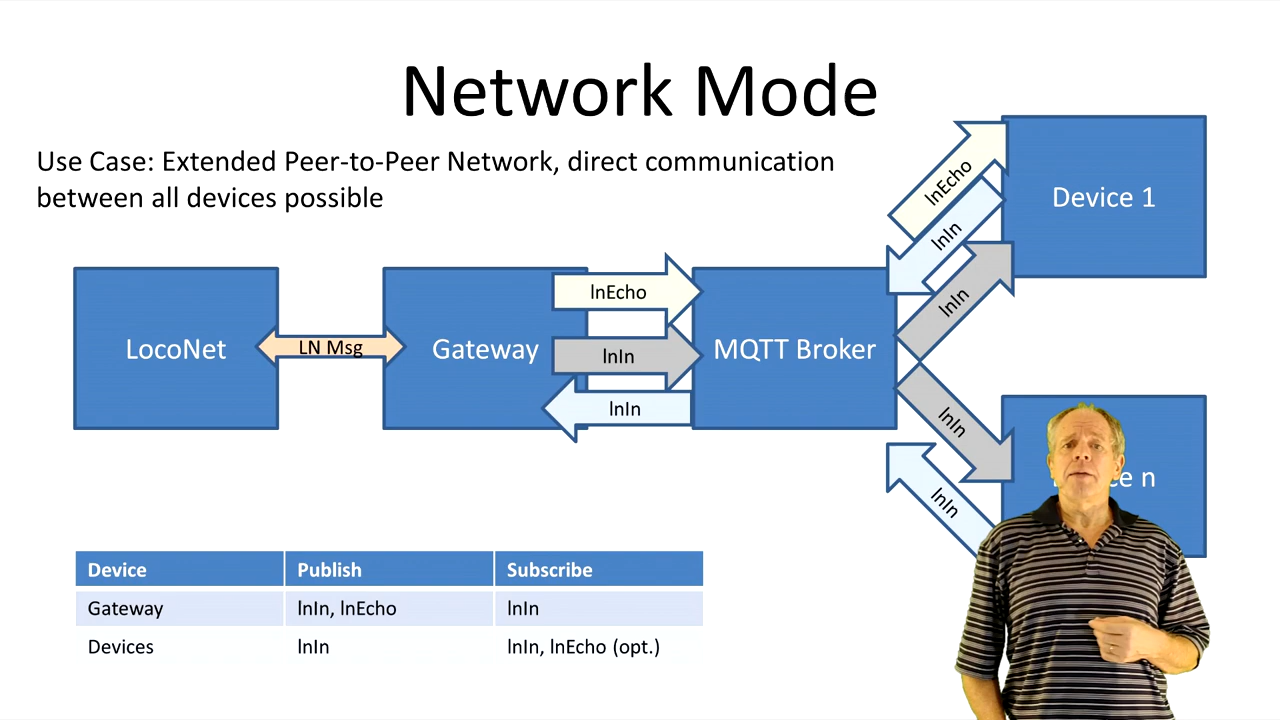 Network Mode
Use Case: Extended Peer-to-Peer Network, direct communication
between all devices possible
LocoNet
LN Msg
Gateway
lnEcho
lnIn
lnIn
MQTT Broker
lnEcho
lnIn
lnIn
Device 1
lnIn
lnIn
e n
Device Publish Subscribe
Gateway lnIn, lnEcho lnIn
Devices lnIn lnIn, lnEcho (opt.)